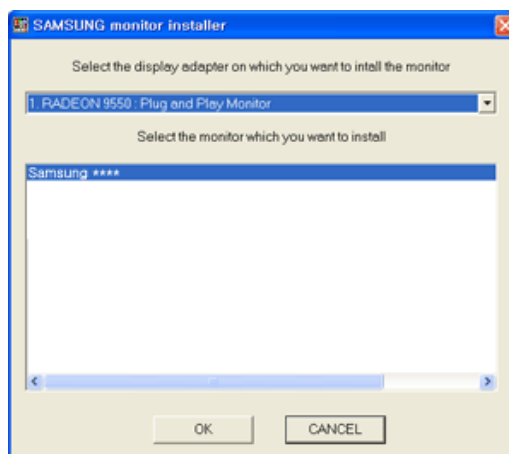 SAMSUNG monitor installer
Select the display adapter on which you want to intall the monitor
1. RADEON 9550 : Plug and Play Monitor
Select the monitor which you want to install
Samsung ****
OK
CANCEL